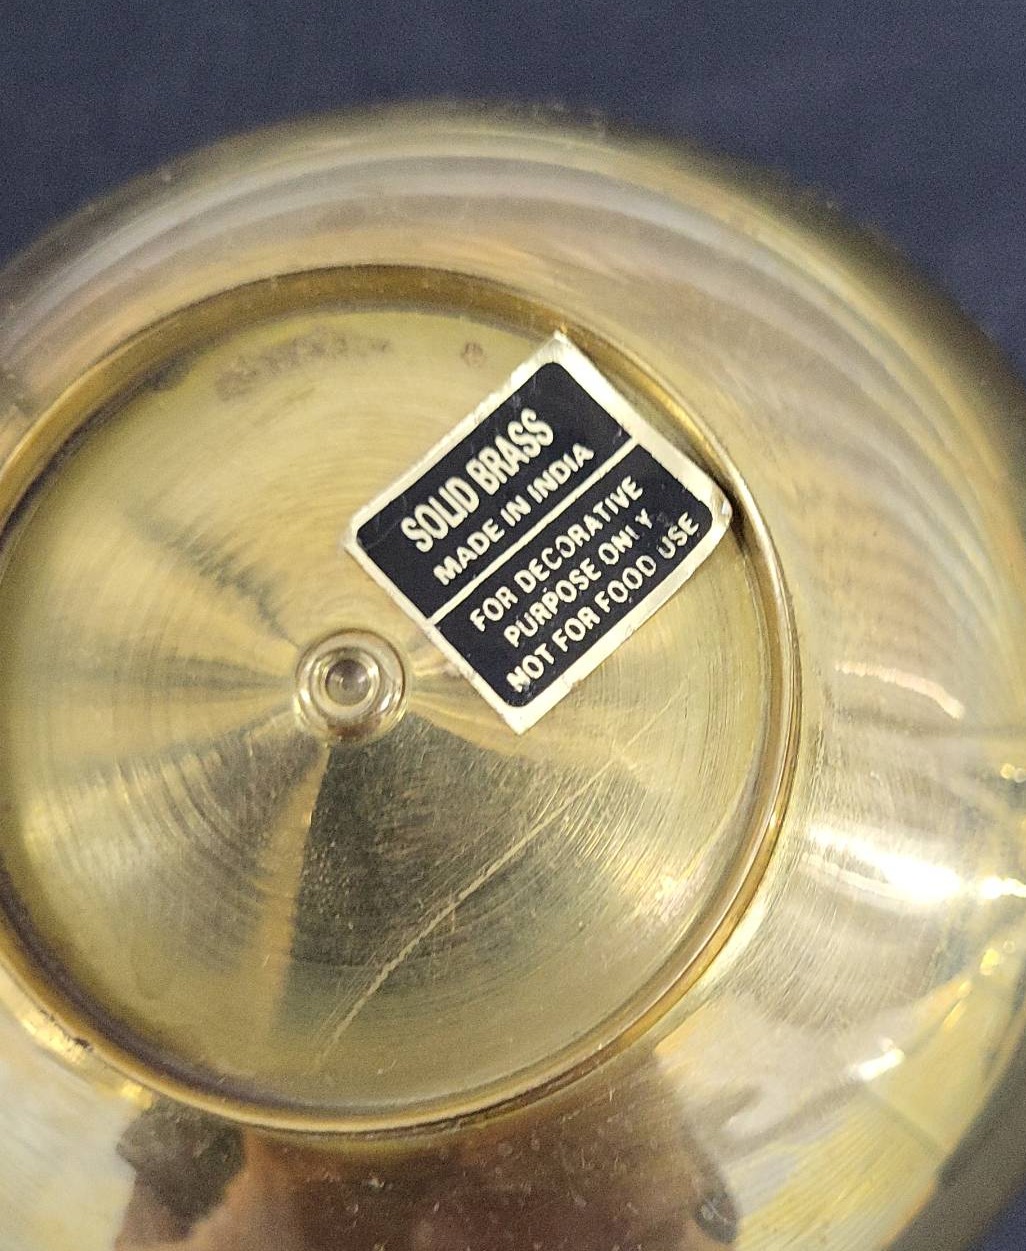 SOLID BRASS
MADE IN INDIA
FOR DECORATIVE
PURPOSE ONLY
NOT FOR FOOD USE